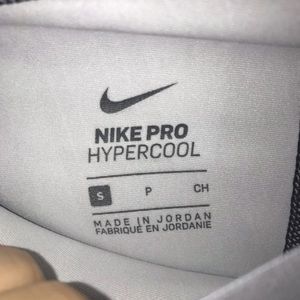 NIKE PRO
HYPERCOOL
S P CH
MADE IN JORDAN
FABRIQUÉ EN JORDANIE